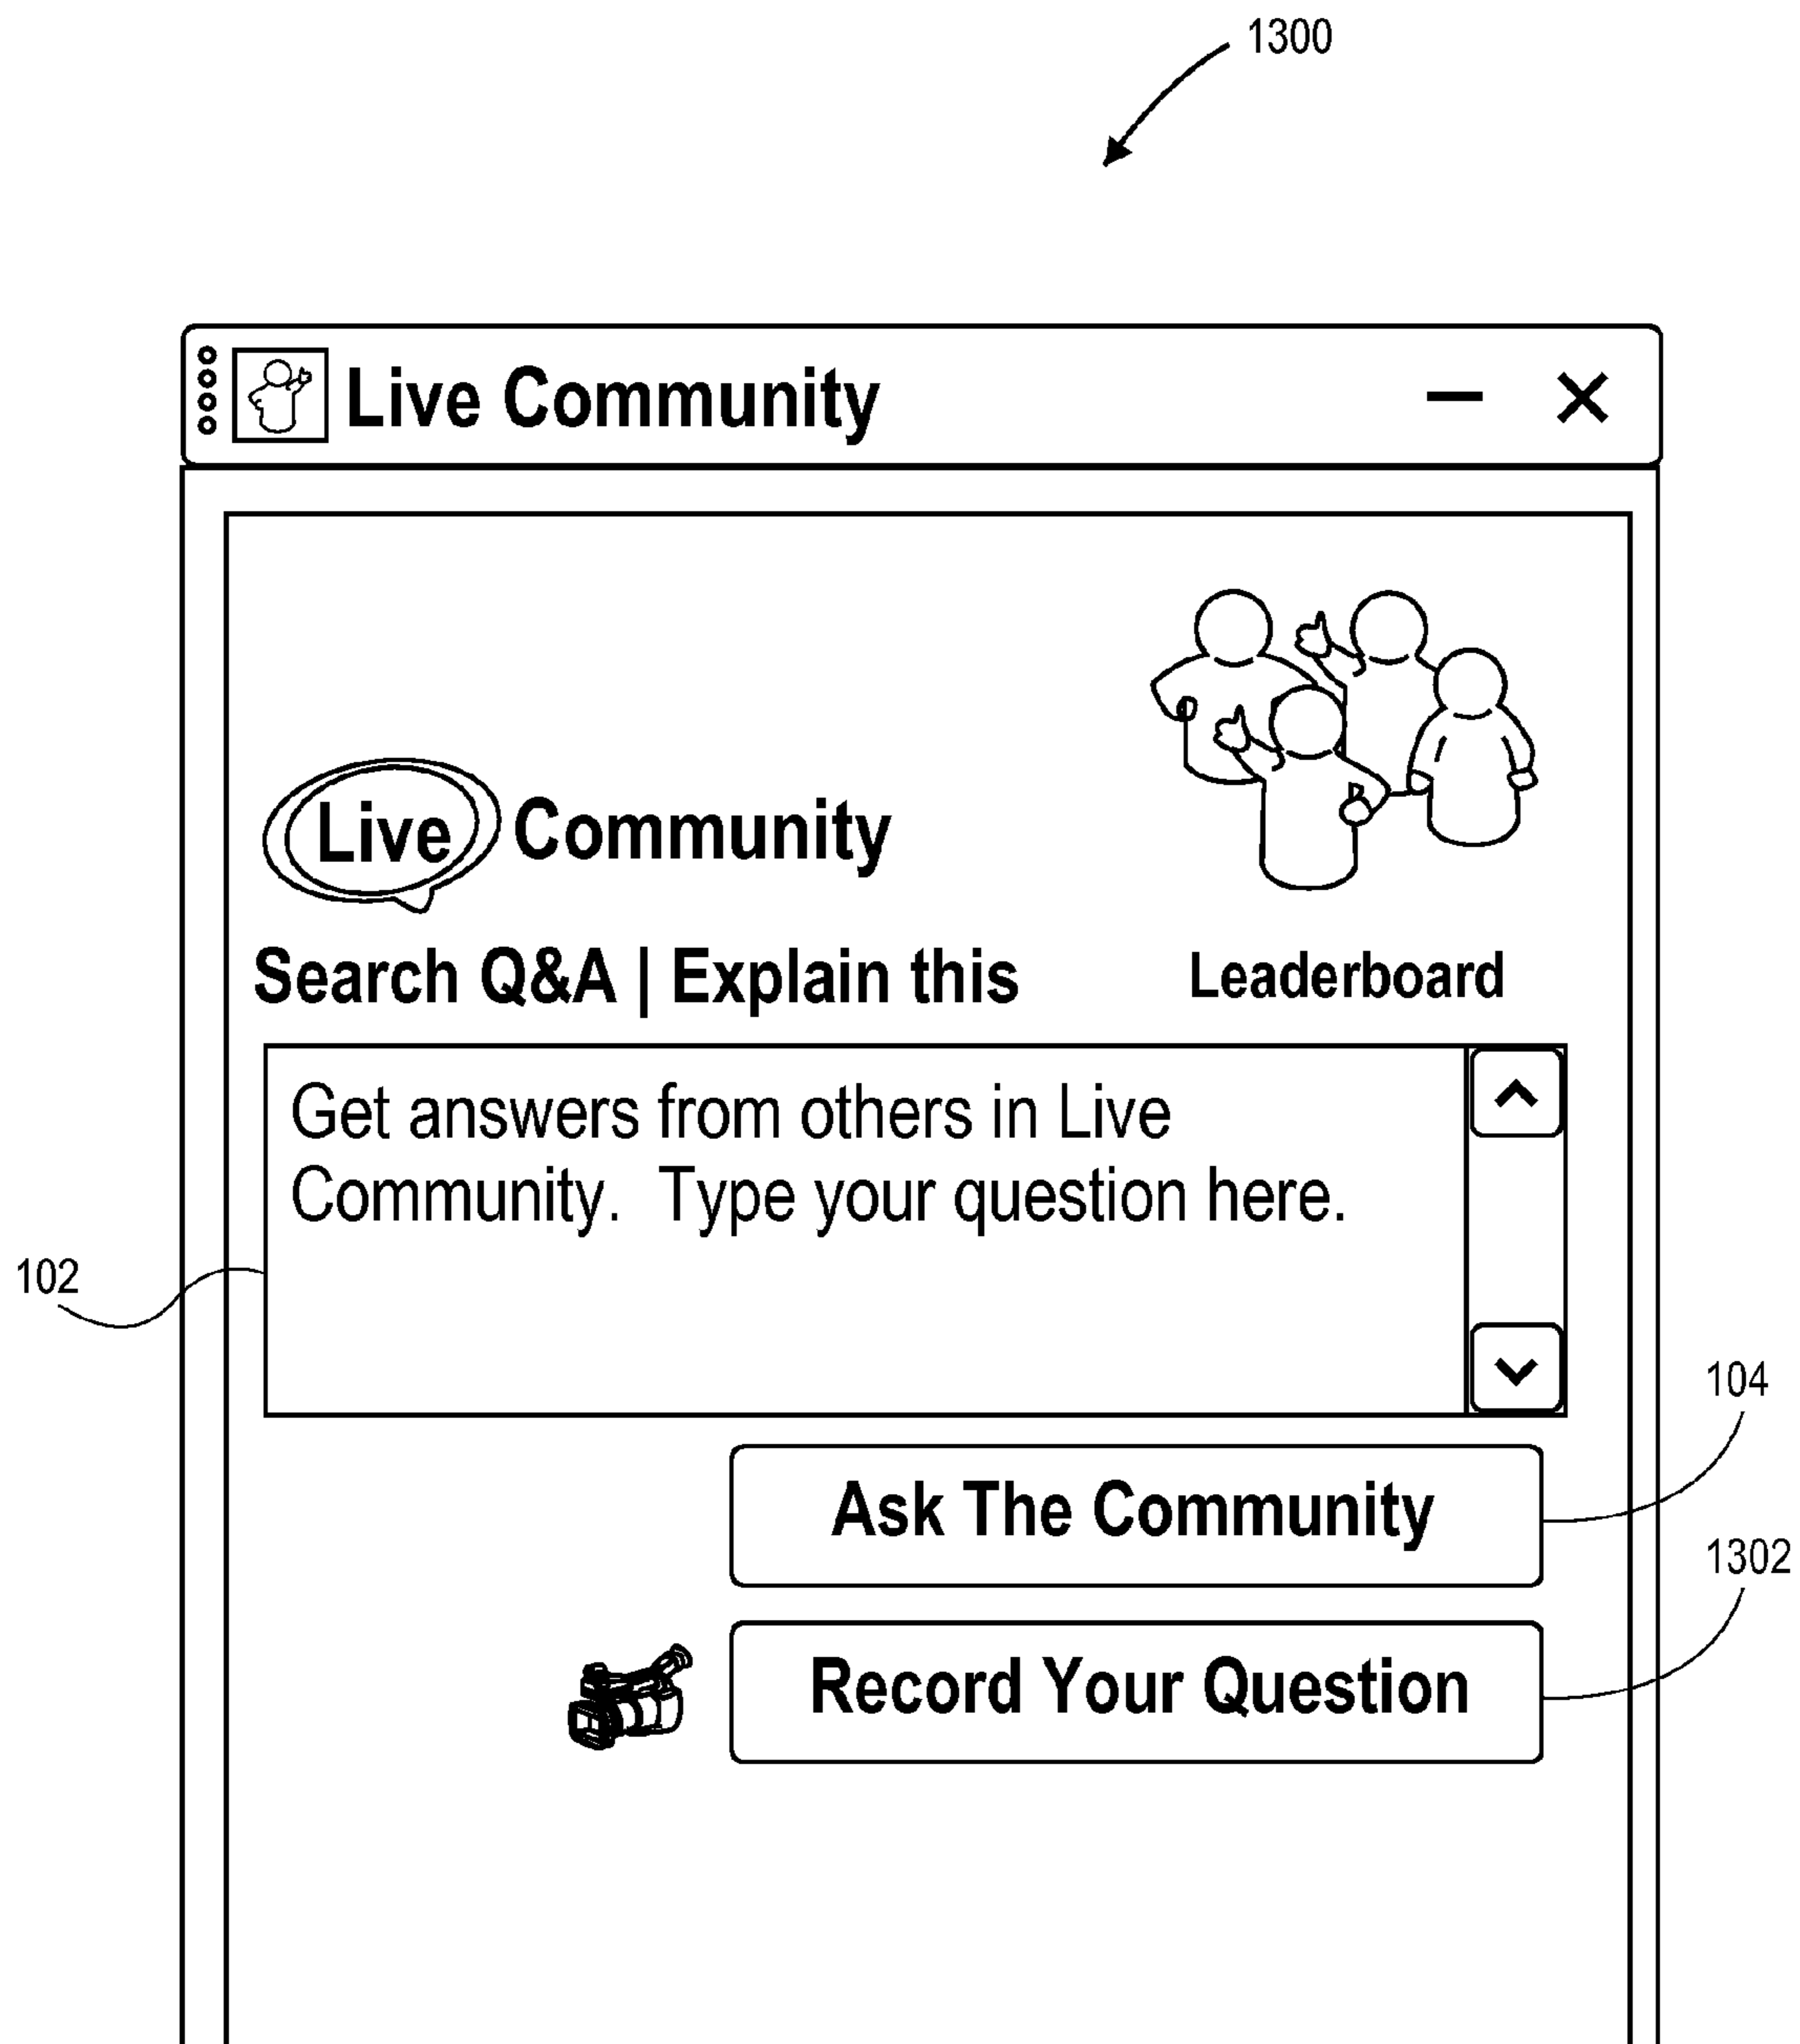 1300
Live Community
Live Community
Search Q&A | Explain this
Leaderboard
Get answers from others in Live
Community. Type your question here.
102
104
Ask The Community
1302
Record Your Question